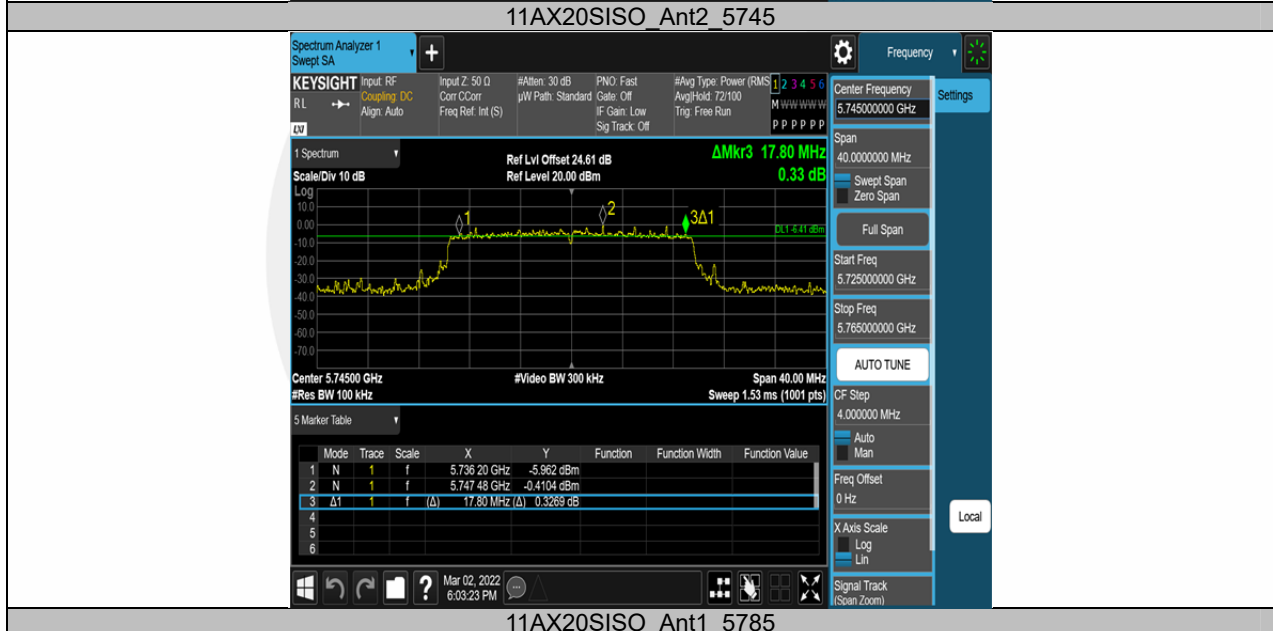 11AX20SISO_Ant2_5745
Spectrum Analyzer 1
Swept SA
+
Frequency
KEYSIGHT
RL
LXI
Input: RF
Coupling: DC
Align: Auto
Input Z: 50 Ω
Corr CCorr
Freq Ref: Int (S)
#Atten: 30 dB
µW Path: Standard
PNO: Fast
Gate: Off
IF Gain: Low
Sig Track: Off
#Avg Type: Power (RMS
Avg|Hold: 72/100
Trig: Free Run
1 2 3 4 5 6
M W W W W W
P P P P P P
1 Spectrum
Scale/Div 10 dB
Ref Lvl Offset 24.61 dB
Ref Level 20.00 dBm
ΔMkr3 17.80 MHz
0.33 dB
Log
10.0
0.00
-10.0
-20.0
-30.0
-40.0
-50.0
-60.0
-70.0
1
2
3Δ1
DL1 -6.41 dBm
Center 5.74500 GHz
#Res BW 100 kHz
#Video BW 300 kHz
Span 40.00 MHz
Sweep 1.53 ms (1001 pts)
5 Marker Table
Mode Trace Scale X Y Function Function Width Function Value
1 N 1 f 5.736 20 GHz -5.962 dBm
2 N 1 f 5.747 48 GHz -0.4104 dBm
3 Δ1 1 f (Δ) 17.80 MHz (Δ) 0.3269 dB
4
5
6
Mar 02, 2022
6:03:23 PM
?
Center Frequency
5.745000000 GHz
Settings
Span
40.0000000 MHz
Swept Span
Zero Span
Full Span
Start Freq
5.725000000 GHz
Stop Freq
5.765000000 GHz
AUTO TUNE
CF Step
4.000000 MHz
Auto
Man
Freq Offset
0 Hz
X Axis Scale
Log
Lin
Local
Signal Track
(Span Zoom)
11AX20SISO_Ant1_5785